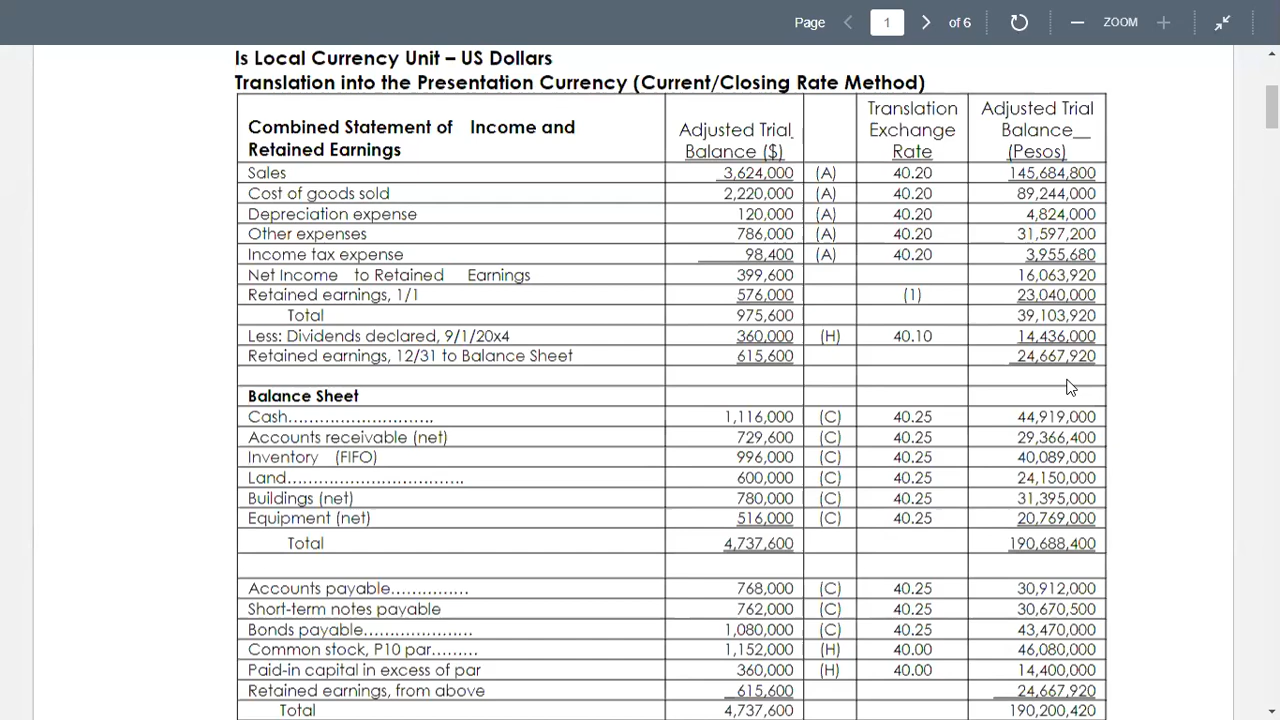 Page 1 of 6 ZOOM
Is Local Currency Unit – US Dollars
Translation into the Presentation Currency (Current/Closing Rate Method)
Combined Statement of Income and Retained Earnings Adjusted Trial Balance ($) Translation Exchange Rate Adjusted Trial Balance__ (Pesos)
Sales 3,624,000 (A) 40.20 145,684,800
Cost of goods sold 2,220,000 (A) 40.20 89,244,000
Depreciation expense 120,000 (A) 40.20 4,824,000
Other expenses 786,000 (A) 40.20 31,597,200
Income tax expense 98,400 (A) 40.20 3,955,680
Net Income to Retained Earnings 399,600 16,063,920
Retained earnings, 1/1 576,000 (1) 23,040,000
Total 975,600 39,103,920
Less: Dividends declared, 9/1/20x4 360,000 (H) 40.10 14,436,000
Retained earnings, 12/31 to Balance Sheet 615,600 24,667,920
Balance Sheet
Cash............................. 1,116,000 (C) 40.25 44,919,000
Accounts receivable (net) 729,600 (C) 40.25 29,366,400
Inventory (FIFO) 996,000 (C) 40.25 40,089,000
Land................................... 600,000 (C) 40.25 24,150,000
Buildings (net) 780,000 (C) 40.25 31,395,000
Equipment (net) 516,000 (C) 40.25 20,769,000
Total 4,737,600 190,688,400
Accounts payable............... 768,000 (C) 40.25 30,912,000
Short-term notes payable 762,000 (C) 40.25 30,670,500
Bonds payable..................... 1,080,000 (C) 40.25 43,470,000
Common stock, P10 par......... 1,152,000 (H) 40.00 46,080,000
Paid-in capital in excess of par 360,000 (H) 40.00 14,400,000
Retained earnings, from above 615,600 24,667,920
Total 4,737,600 190,200,420